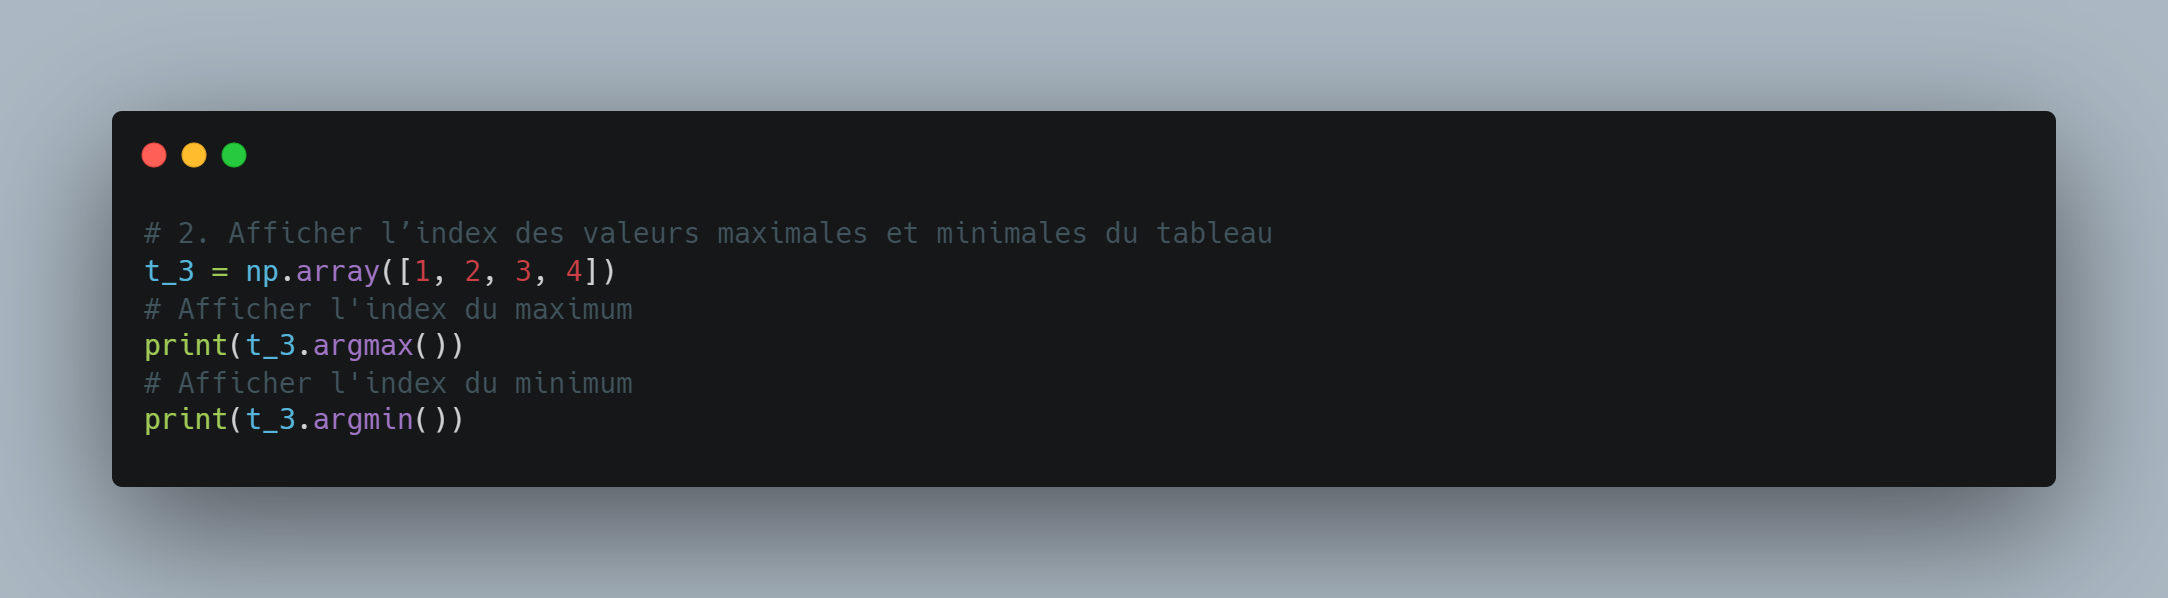 # 2. Afficher l’index des valeurs maximales et minimales du tableau
t_3 = np.array([1, 2, 3, 4])
# Afficher l'index du maximum
print(t_3.argmax())
# Afficher l'index du minimum
print(t_3.argmin())